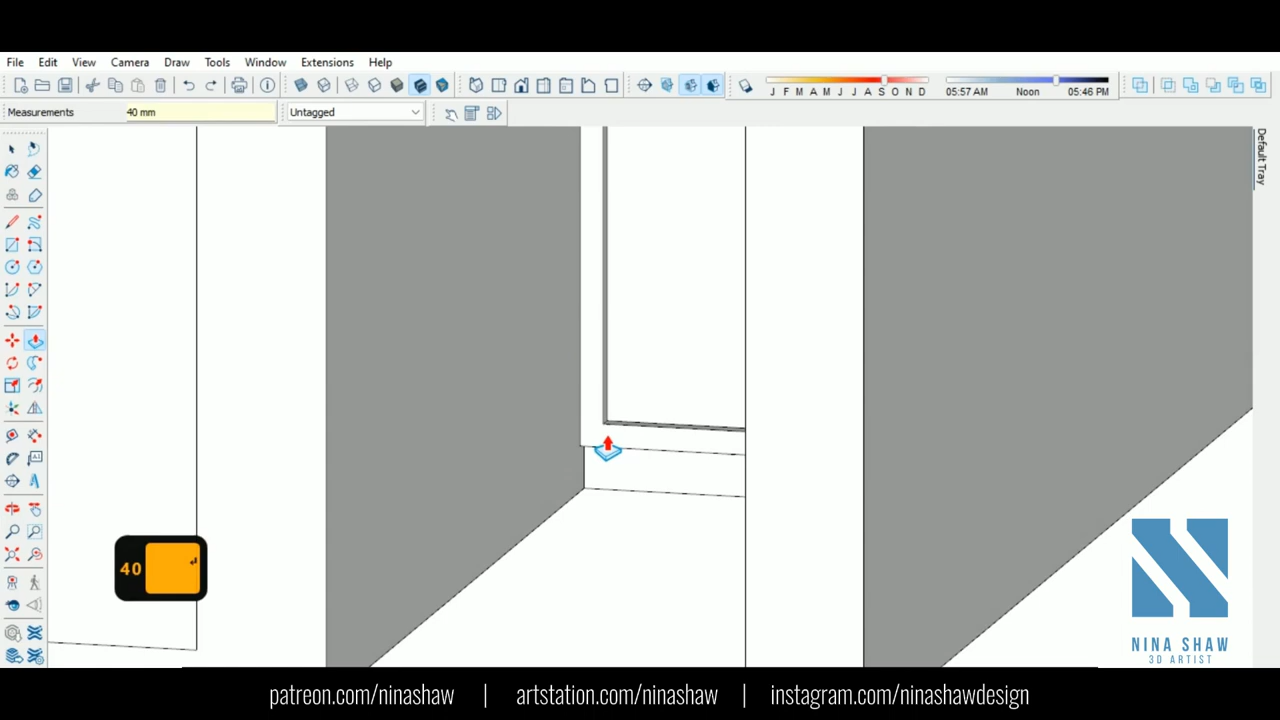 File Edit View Camera Draw Tools Window Extensions Help
J F M A M J J A S O N D
05:57 AM Noon 05:46 PM
Measurements 40 mm Untagged
Default Tray
40
NINA SHAW
3D ARTIST
patreon.com/ninashaw | artstation.com/ninashaw | instagram.com/ninashawdesign